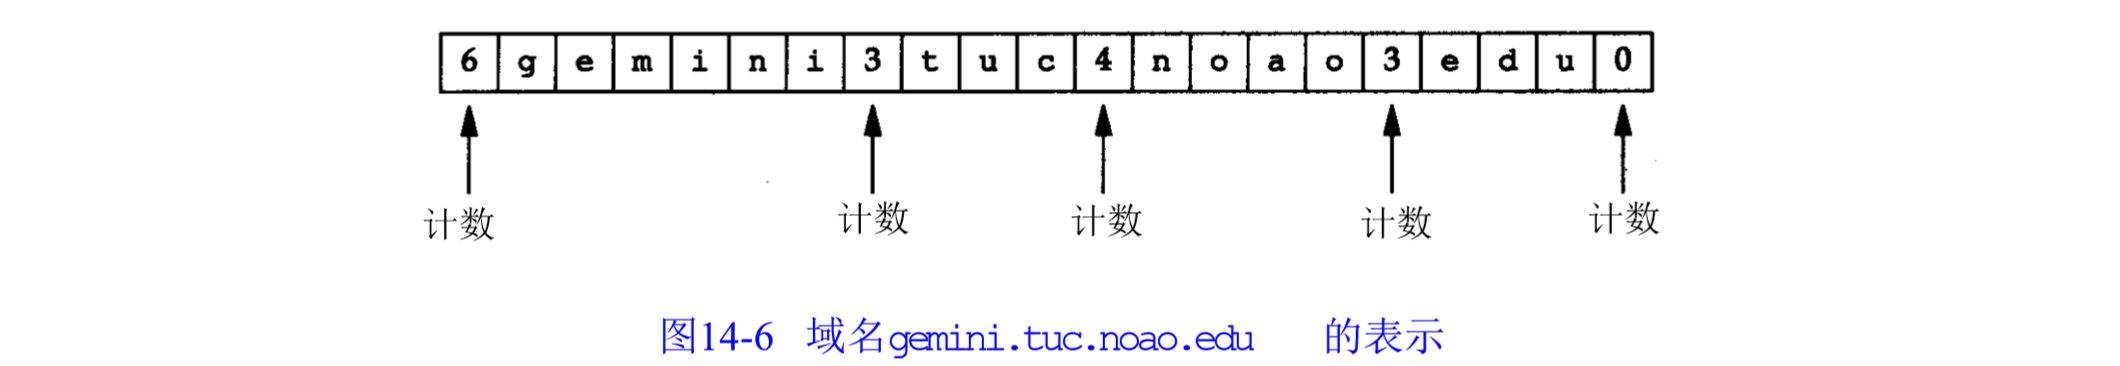 6 g e m i n i 3 t u c 4 n o a o 3 e d u 0
计数 计数 计数 计数 计数
图14-6 域名gemini.tuc.noao.edu 的表示